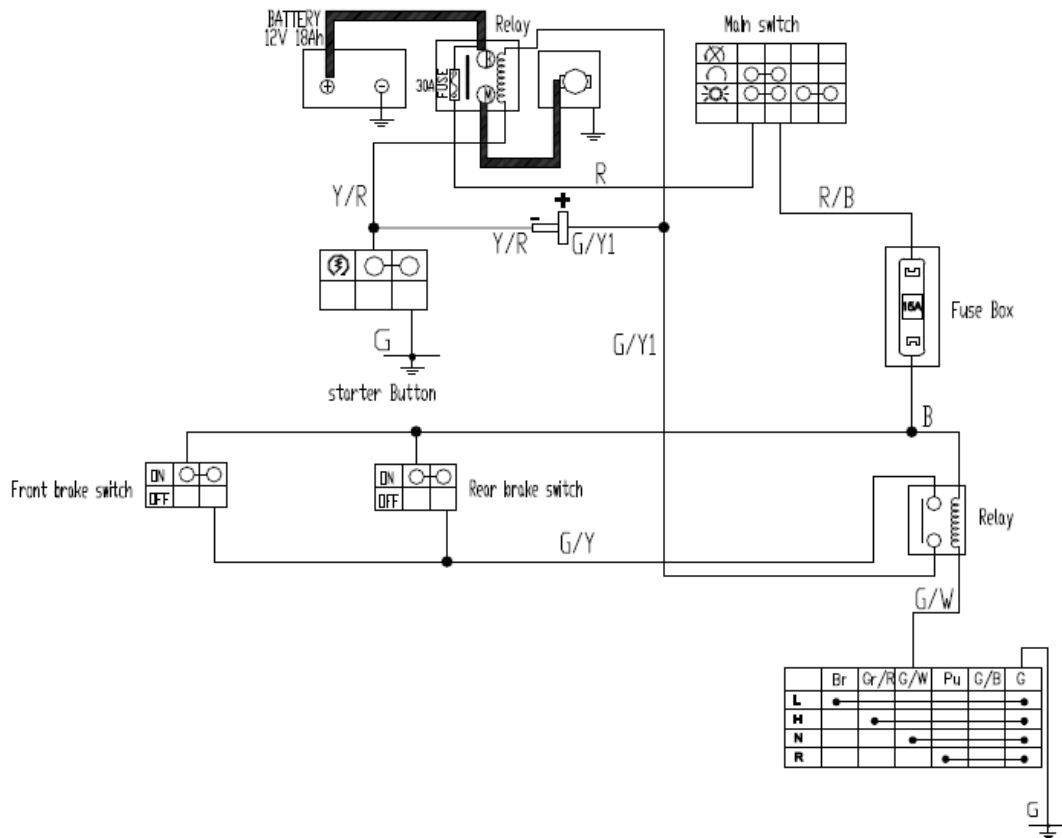 BATTERY
12V 18Ah
Relay
Main switch
30A
FUSE
B
M
R
Y/R
R/B
Y/R
G/Y1
15A
Fuse Box
G
G/Y1
starter Button
B
Front brake switch
ON
OFF
ON
OFF
Rear brake switch
Relay
G/Y
G/W
Br Gr/R G/W Pu G/B G
L
H
N
R
G